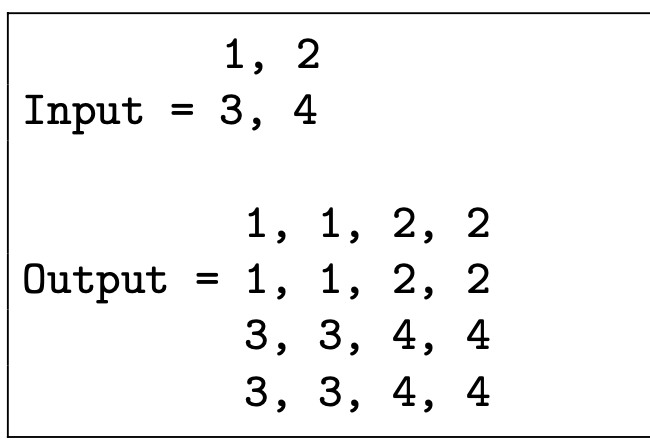 1, 2
Input = 3, 4
1, 1, 2, 2
Output = 1, 1, 2, 2
3, 3, 4, 4
3, 3, 4, 4